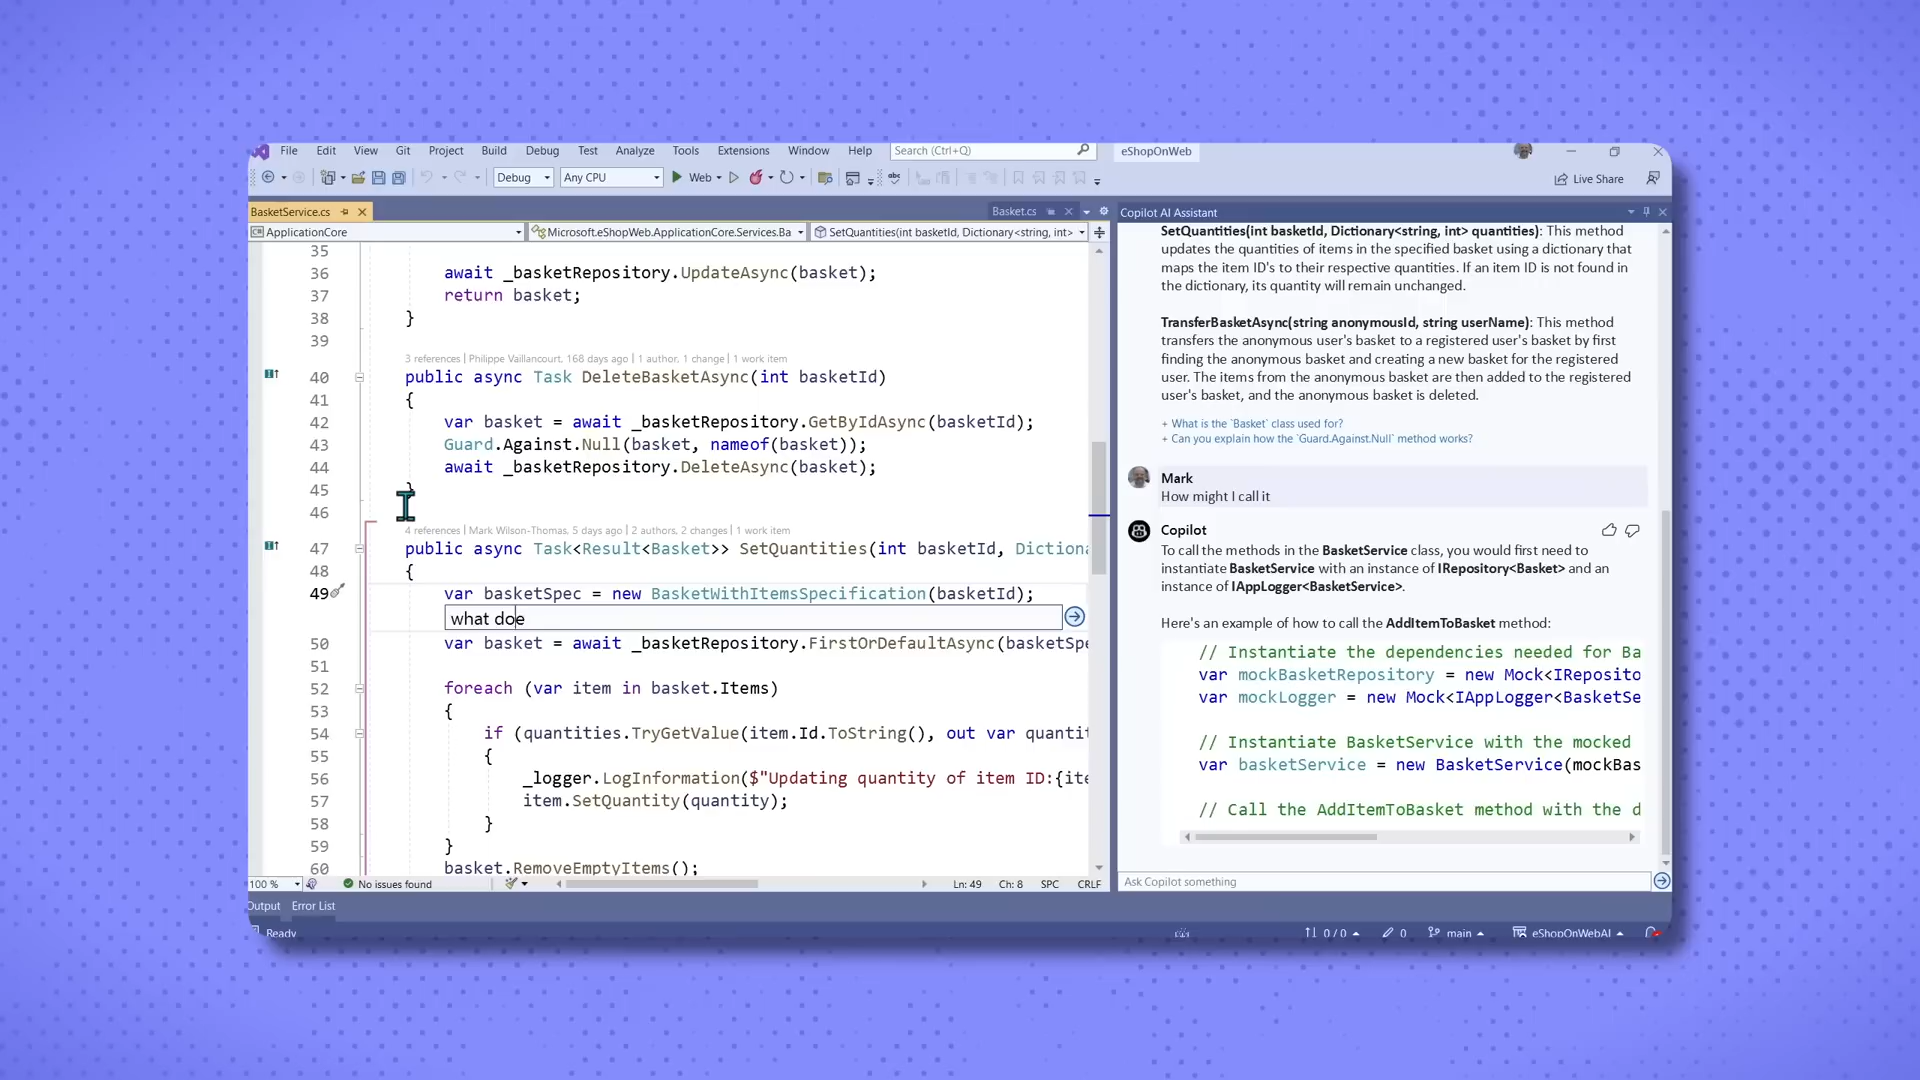 File Edit View Git Project Build Debug Test Analyze Tools Extensions Window Help Search (Ctrl+Q) eShopOnWeb
Debug Any CPU Web Live Share
BasketService.cs Basket.cs
ApplicationCore Microsoft.eShopWeb.ApplicationCore.Services.Ba SetQuantities(int basketId, Dictionary<string, int>
35
36 await _basketRepository.UpdateAsync(basket);
37 return basket;
38 }
39
3 references | Philippe Vaillancourt, 168 days ago | 1 author, 1 change | 1 work item
40 public async Task DeleteBasketAsync(int basketId)
41 {
42 var basket = await _basketRepository.GetByIdAsync(basketId);
43 Guard.Against.Null(basket, nameof(basket));
44 await _basketRepository.DeleteAsync(basket);
45 }
46
4 references | Mark Wilson-Thomas, 5 days ago | 2 authors, 2 changes | 1 work item
47 public async Task<Result<Basket>> SetQuantities(int basketId, Dictiona
48 {
49 var basketSpec = new BasketWithItemsSpecification(basketId);
what doe
50 var basket = await _basketRepository.FirstOrDefaultAsync(basketSpe
51
52 foreach (var item in basket.Items)
53 {
54 if (quantities.TryGetValue(item.Id.ToString(), out var quantit
55 {
56 _logger.LogInformation($"Updating quantity of item ID:{ite
57 item.SetQuantity(quantity);
58 }
59 }
60 basket.RemoveEmptyItems();
100 % No issues found Ln: 49 Ch: 8 SPC CRLF
Output Error List
Ready 0 / 0 0 main eShopOnWebAI
Copilot AI Assistant
SetQuantities(int basketId, Dictionary<string, int> quantities): This method
updates the quantities of items in the specified basket using a dictionary that
maps the item ID's to their respective quantities. If an item ID is not found in
the dictionary, its quantity will remain unchanged.
TransferBasketAsync(string anonymousId, string userName): This method
transfers the anonymous user's basket to a registered user's basket by first
finding the anonymous basket and creating a new basket for the registered
user. The items from the anonymous basket are then added to the registered
user's basket, and the anonymous basket is deleted.
+ What is the `Basket` class used for?
+ Can you explain how the `Guard.Against.Null` method works?
Mark
How might I call it
Copilot
To call the methods in the BasketService class, you would first need to
instantiate BasketService with an instance of IRepository<Basket> and an
instance of IAppLogger<BasketService>.
Here's an example of how to call the AddItemToBasket method:
// Instantiate the dependencies needed for Ba
var mockBasketRepository = new Mock<IReposito
var mockLogger = new Mock<IAppLogger<BasketSe
// Instantiate BasketService with the mocked
var basketService = new BasketService(mockBas
// Call the AddItemToBasket method with the d
Ask Copilot something